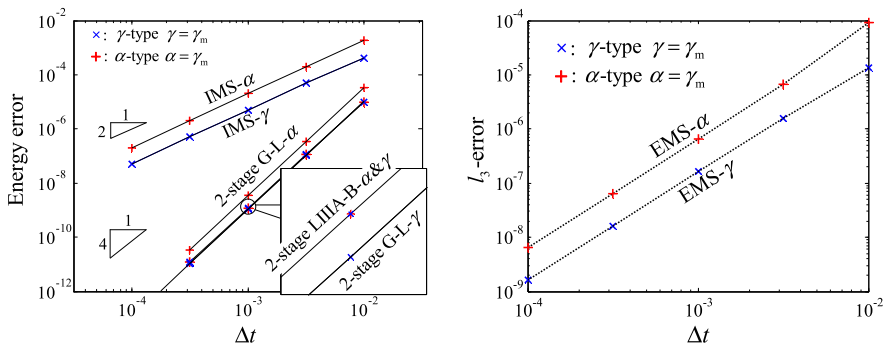 10⁰
10⁻²
10⁻⁴
10⁻⁶
10⁻⁸
10⁻¹⁰
10⁻¹²
Energy error
×: γ-type γ = γₘ
+: α-type α = γₘ
IMS-α
IMS-γ
1
2
2-stage G-L-α
1
4
2-stage LIIIA-B-α&γ
2-stage G-L-γ
10⁻⁴
10⁻³
10⁻²
Δt
10⁻⁴
10⁻⁵
10⁻⁶
10⁻⁷
10⁻⁸
10⁻⁹
l₃-error
×: γ-type γ = γₘ
+: α-type α = γₘ
EMS-α
EMS-γ
10⁻⁴
10⁻³
10⁻²
Δt